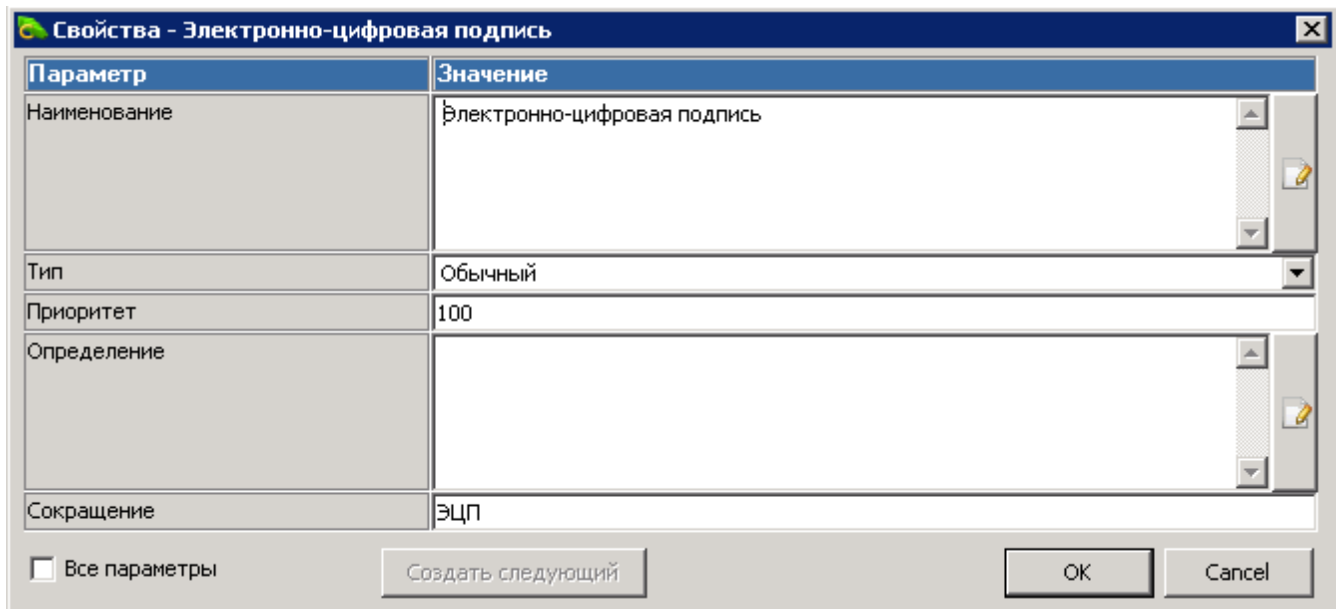 Свойства - Электронно-цифровая подпись
Параметр Значение
Наименование Электронно-цифровая подпись
Тип Обычный
Приоритет 100
Определение
Сокращение ЭЦП
Все параметры Создать следующий OK Cancel